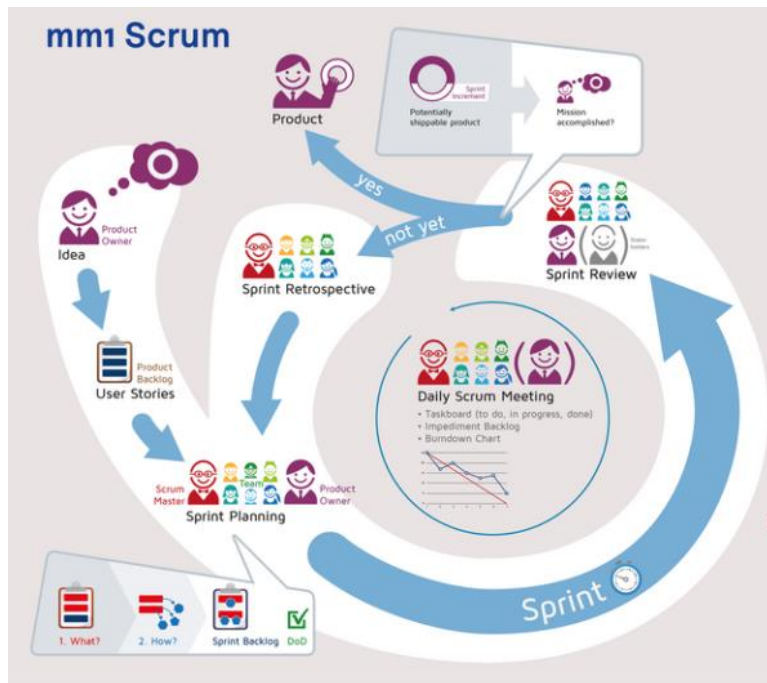 mm1 Scrum
Product
Sprint
Increment
Potentially
shippable product
Mission
accomplished?
yes
not yet
Product
Owner
Idea
Sprint Retrospective
Sprint Review
Product
Backlog
User Stories
Daily Scrum Meeting
• Taskboard (to do, in progress, done)
• Impediment Backlog
• Burndown Chart
Scrum
Master
Team
Product
Owner
Sprint Planning
Sprint
1. What?
2. How?
Sprint Backlog
DoD